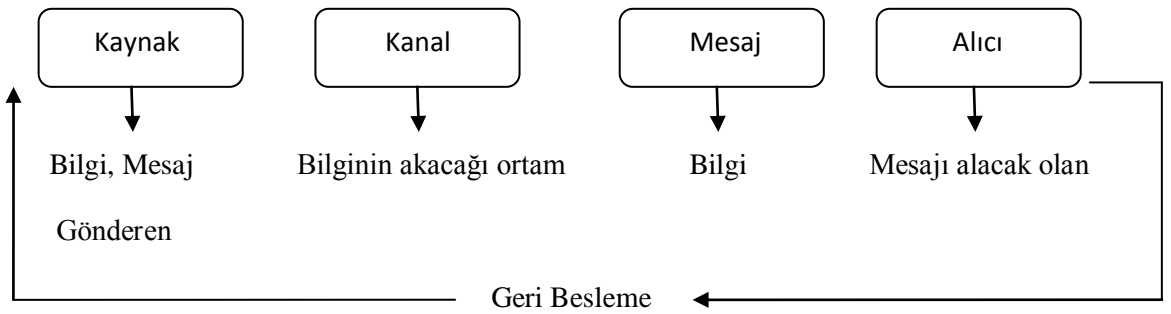 Kaynak Kanal Mesaj Alıcı
Bilgi, Mesaj Bilginin akacağı ortam Bilgi Mesajı alacak olan
Gönderen
Geri Besleme